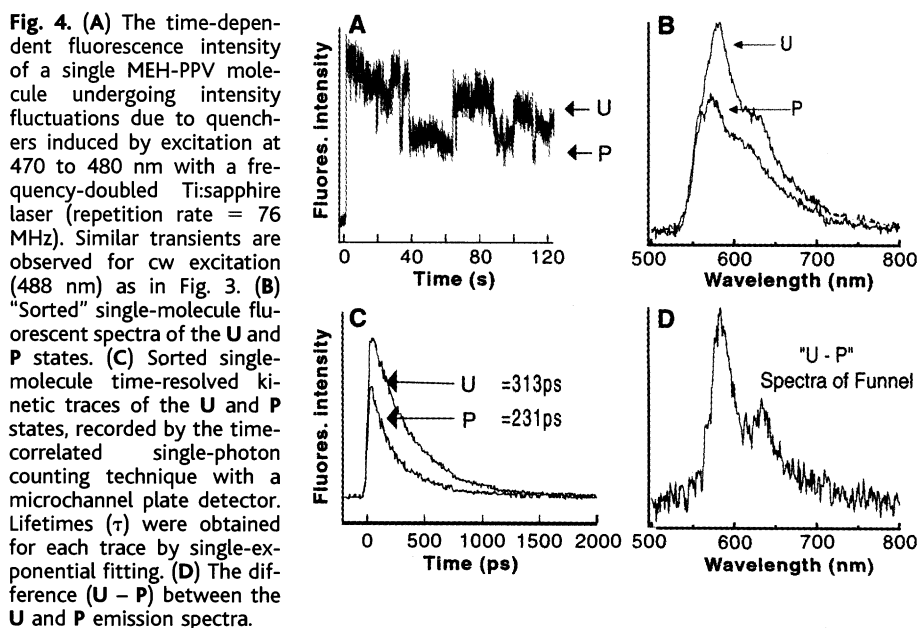 Fig. 4. (A) The time-depen-
dent fluorescence intensity
of a single MEH-PPV mole-
cule undergoing intensity
fluctuations due to quench-
ers induced by excitation at
470 to 480 nm with a fre-
quency-doubled Ti:sapphire
laser (repetition rate = 76
MHz). Similar transients are
observed for cw excitation
(488 nm) as in Fig. 3. (B)
"Sorted" single-molecule flu-
orescent spectra of the U and
P states. (C) Sorted single-
molecule time-resolved ki-
netic traces of the U and P
states, recorded by the time-
correlated single-photon
counting technique with a
microchannel plate detector.
Lifetimes (τ) were obtained
for each trace by single-ex-
ponential fitting. (D) The dif-
ference (U – P) between the
U and P emission spectra.
A
Fluores. intensity
U
P
0 40 80 120
Time (s)
B
U
P
500 600 700 800
Wavelength (nm)
C
Fluores. intensity
U =313ps
P =231ps
0 500 1000 1500 2000
Time (ps)
D
"U - P"
Spectra of Funnel
500 600 700 800
Wavelength (nm)